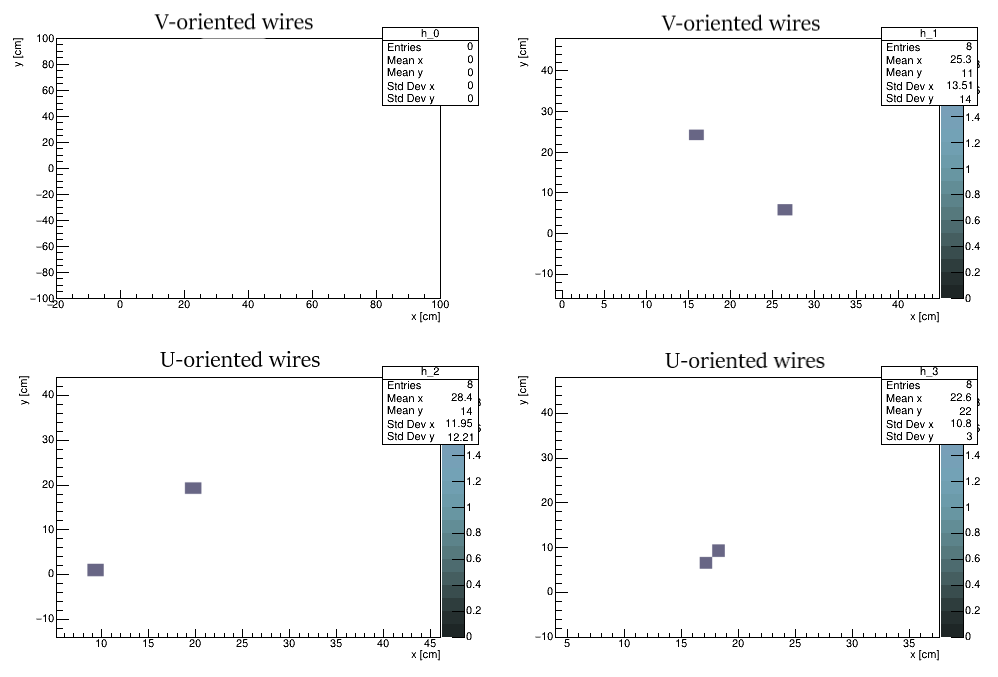 V-oriented wires
h_0
Entries 0
Mean x 0
Mean y 0
Std Dev x 0
Std Dev y 0
y [cm]
100
80
60
40
20
0
−20
−40
−60
−80
−100
−20 0 20 40 60 80 100
x [cm]
V-oriented wires
h_1
Entries 8
Mean x 25.3
Mean y 11
Std Dev x 13.51
Std Dev y 14
y [cm]
40
30
20
10
0
−10
0 5 10 15 20 25 30 35 40
x [cm]
1.4
1.2
1
0.8
0.6
0.4
0.2
0
U-oriented wires
h_2
Entries 8
Mean x 28.4
Mean y 14
Std Dev x 11.95
Std Dev y 12.21
y [cm]
40
30
20
10
0
−10
10 15 20 25 30 35 40 45
x [cm]
1.4
1.2
1
0.8
0.6
0.4
0.2
0
U-oriented wires
h_3
Entries 8
Mean x 22.6
Mean y 22
Std Dev x 10.8
Std Dev y 3
y [cm]
40
30
20
10
0
−10
5 10 15 20 25 30 35
x [cm]
1.4
1.2
1
0.8
0.6
0.4
0.2
0